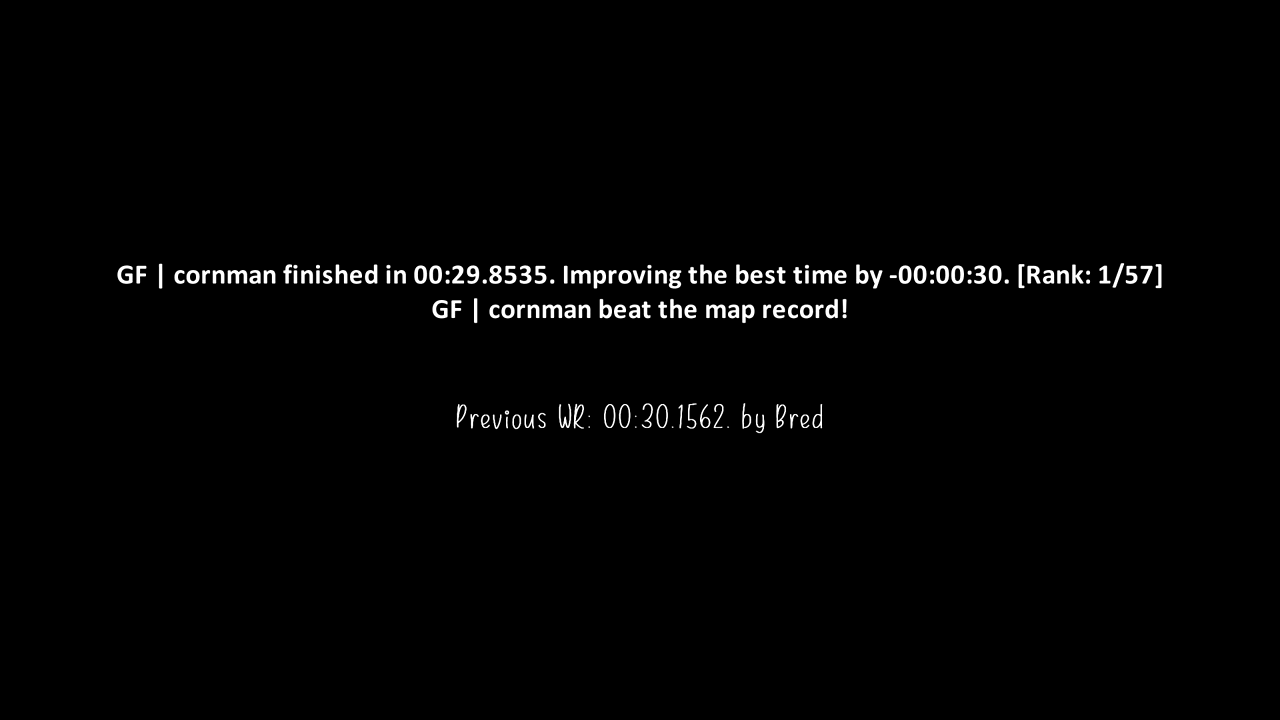 GF | cornman finished in 00:29.8535. Improving the best time by -00:00:30. [Rank: 1/57]
GF | cornman beat the map record!
Previous WR: 00:30.1562. by Bred